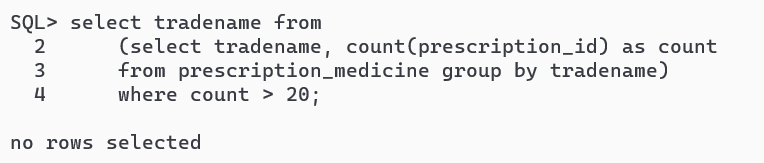 SQL> select tradename from
  2      (select tradename, count(prescription_id) as count
  3      from prescription_medicine group by tradename)
  4      where count > 20;
no rows selected